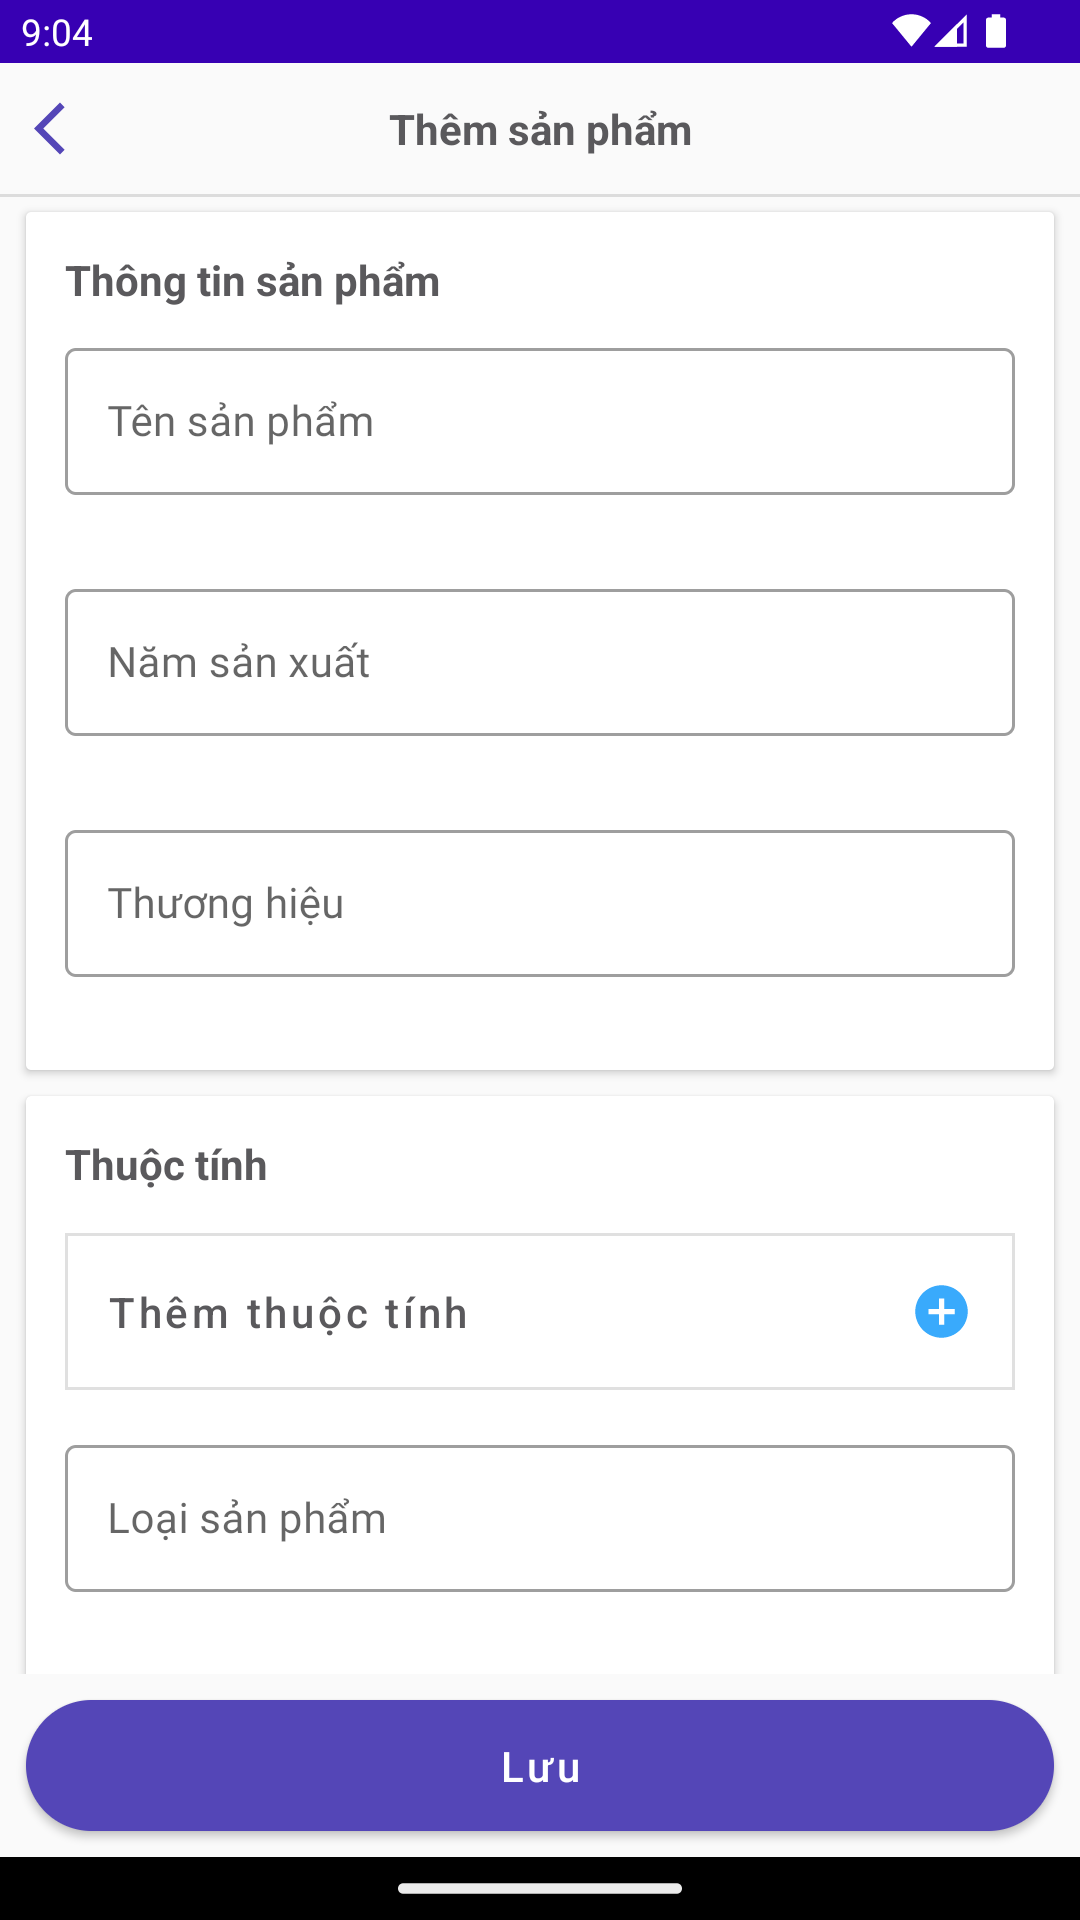 9:04
Thêm sản phẩm
Thông tin sản phẩm
Tên sản phẩm
Năm sản xuất
Thương hiệu
Thuộc tính
Thêm thuộc tính
Loại sản phẩm
Lưu